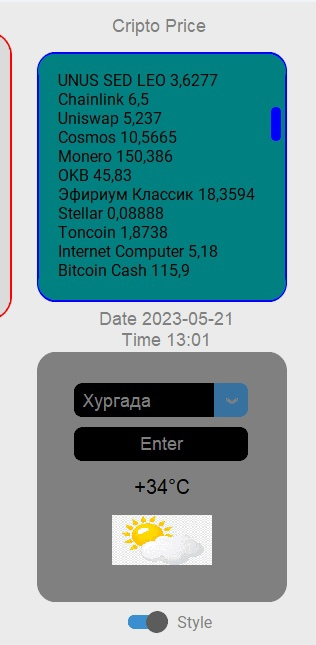 Cripto Price
UNUS SED LEO 3,6277
Chainlink 6,5
Uniswap 5,237
Cosmos 10,5665
Monero 150,386
OKB 45,83
Эфириум Классик 18,3594
Stellar 0,08888
Toncoin 1,8738
Internet Computer 5,18
Bitcoin Cash 115,9
Date 2023-05-21
Time 13:01
Хургада
Enter
+34°C
Style